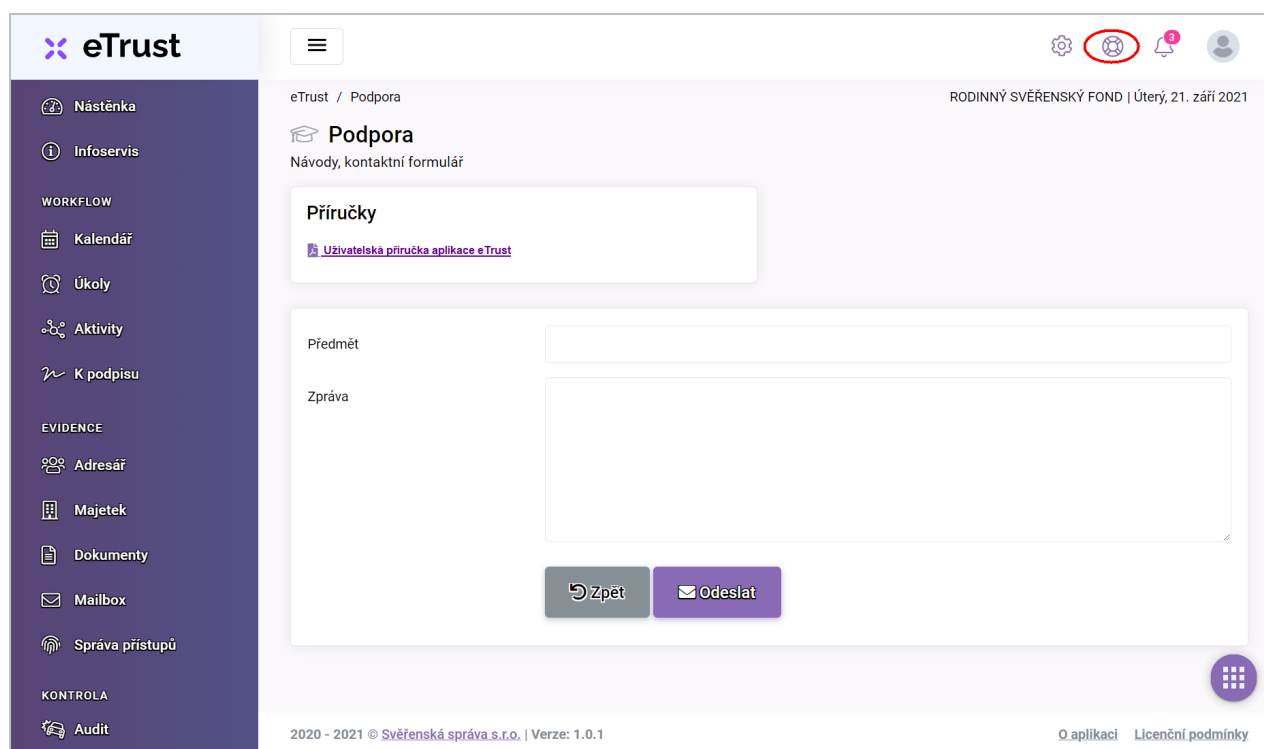 eTrust
3
Nástěnka
Infoservis
WORKFLOW
Kalendář
Úkoly
Aktivity
K podpisu
EVIDENCE
Adresář
Majetek
Dokumenty
Mailbox
Správa přístupů
KONTROLA
Audit
eTrust / Podpora
RODINNÝ SVĚŘENSKÝ FOND | Úterý, 21. září 2021
Podpora
Návody, kontaktní formulář
Příručky
Uživatelská příručka aplikace eTrust
Předmět
Zpráva
Zpět
Odeslat
2020 - 2021 © Svěřenská správa s.r.o. | Verze: 1.0.1
O aplikaci Licenční podmínky